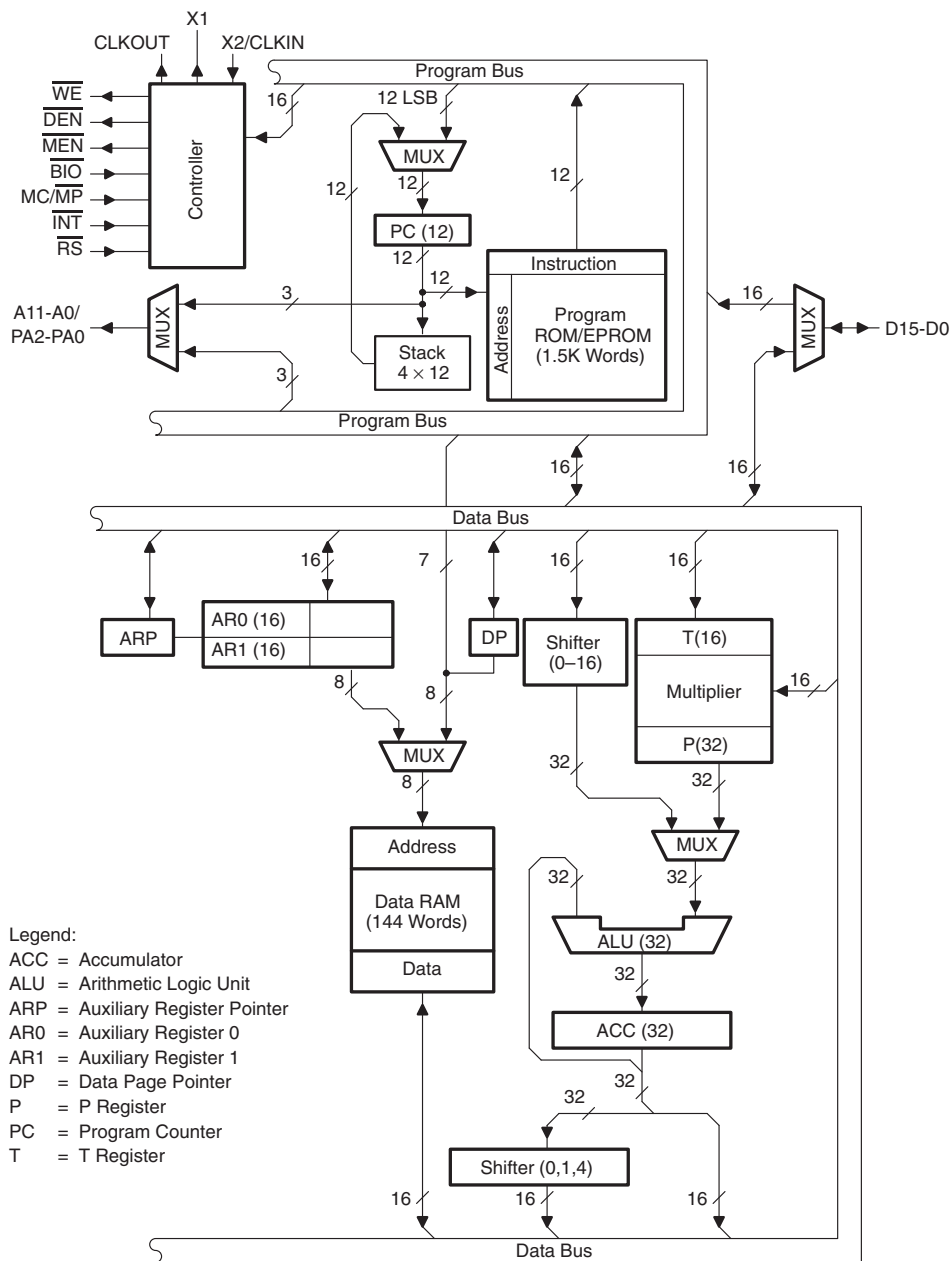 X1
CLKOUT X2/CLKIN
Program Bus
WE
DEN
MEN
BIO
MC/MP
INT
RS
Controller
16
12 LSB
MUX
12
12
12
PC (12)
12
12
Instruction
Address
Program
ROM/EPROM
(1.5K Words)
Stack
4 × 12
A11-A0/
PA2-PA0
MUX
3
3
16
MUX
D15-D0
Program Bus
16
16
Data Bus
16
7
16
16
ARP
AR0 (16)
AR1 (16)
DP
Shifter
(0–16)
T(16)
Multiplier
P(32)
16
8
8
MUX
8
32
32
MUX
Address
Data RAM
(144 Words)
Data
32
32
ALU (32)
32
ACC (32)
32
32
Shifter (0,1,4)
16
16
16
Data Bus
Legend:
ACC = Accumulator
ALU = Arithmetic Logic Unit
ARP = Auxiliary Register Pointer
AR0 = Auxiliary Register 0
AR1 = Auxiliary Register 1
DP = Data Page Pointer
P = P Register
PC = Program Counter
T = T Register